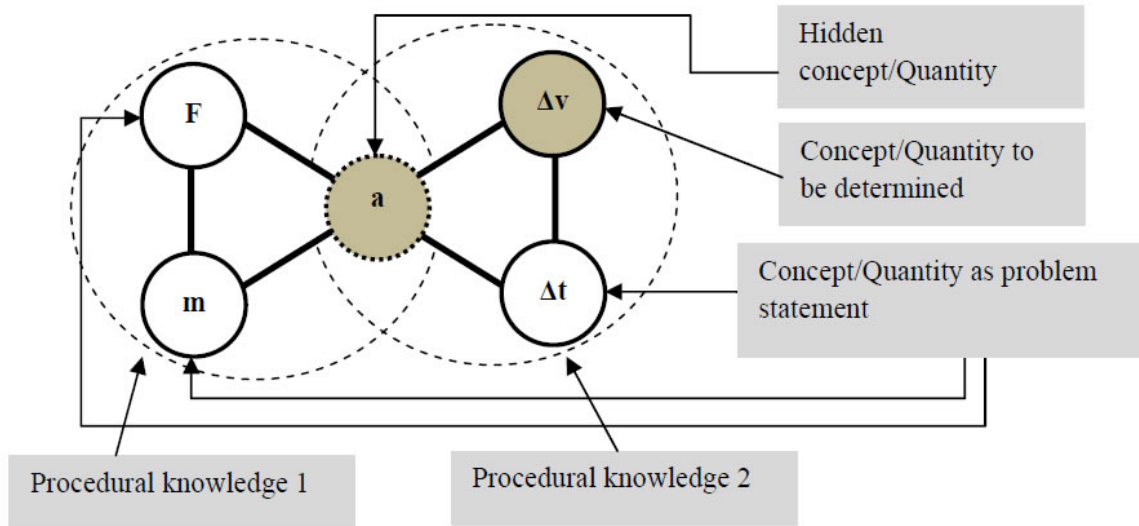 Hidden
concept/Quantity
F
Δv
a
Concept/Quantity to
be determined
m
Δt
Concept/Quantity as problem
statement
Procedural knowledge 1
Procedural knowledge 2